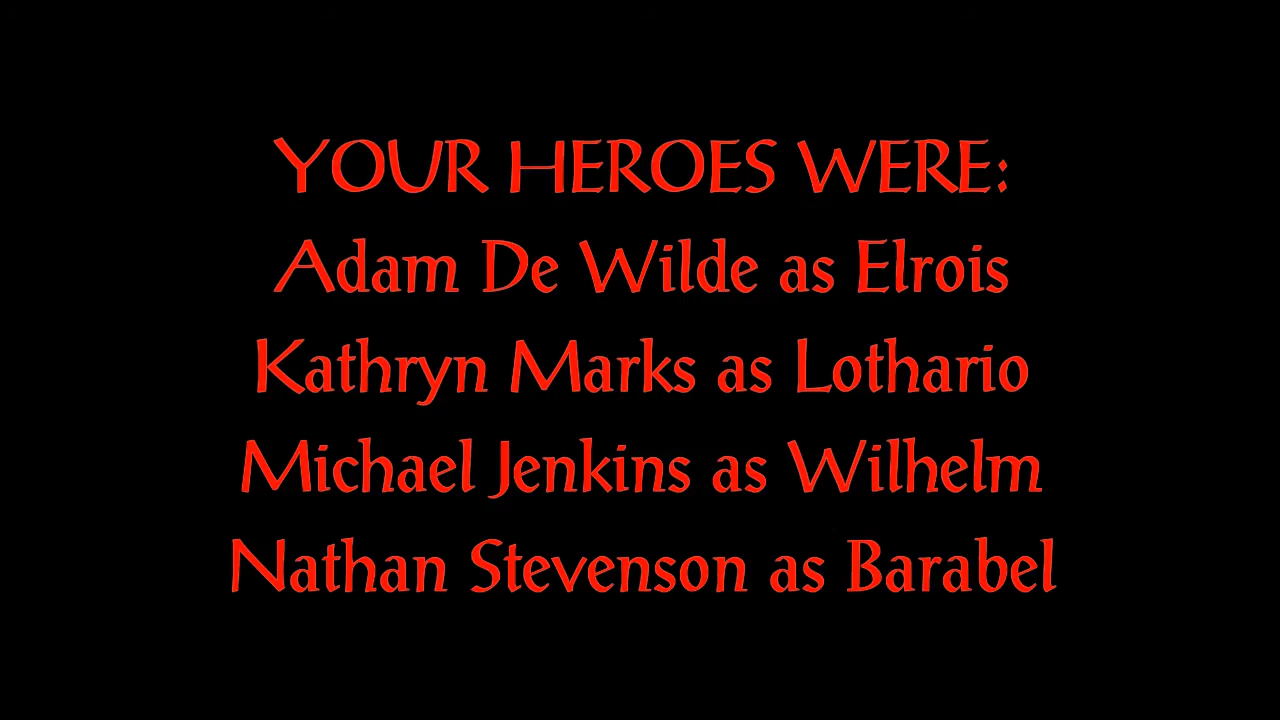 YOUR HEROES WERE:
Adam De Wilde as Elrois
Kathryn Marks as Lothario
Michael Jenkins as Wilhelm
Nathan Stevenson as Barabel